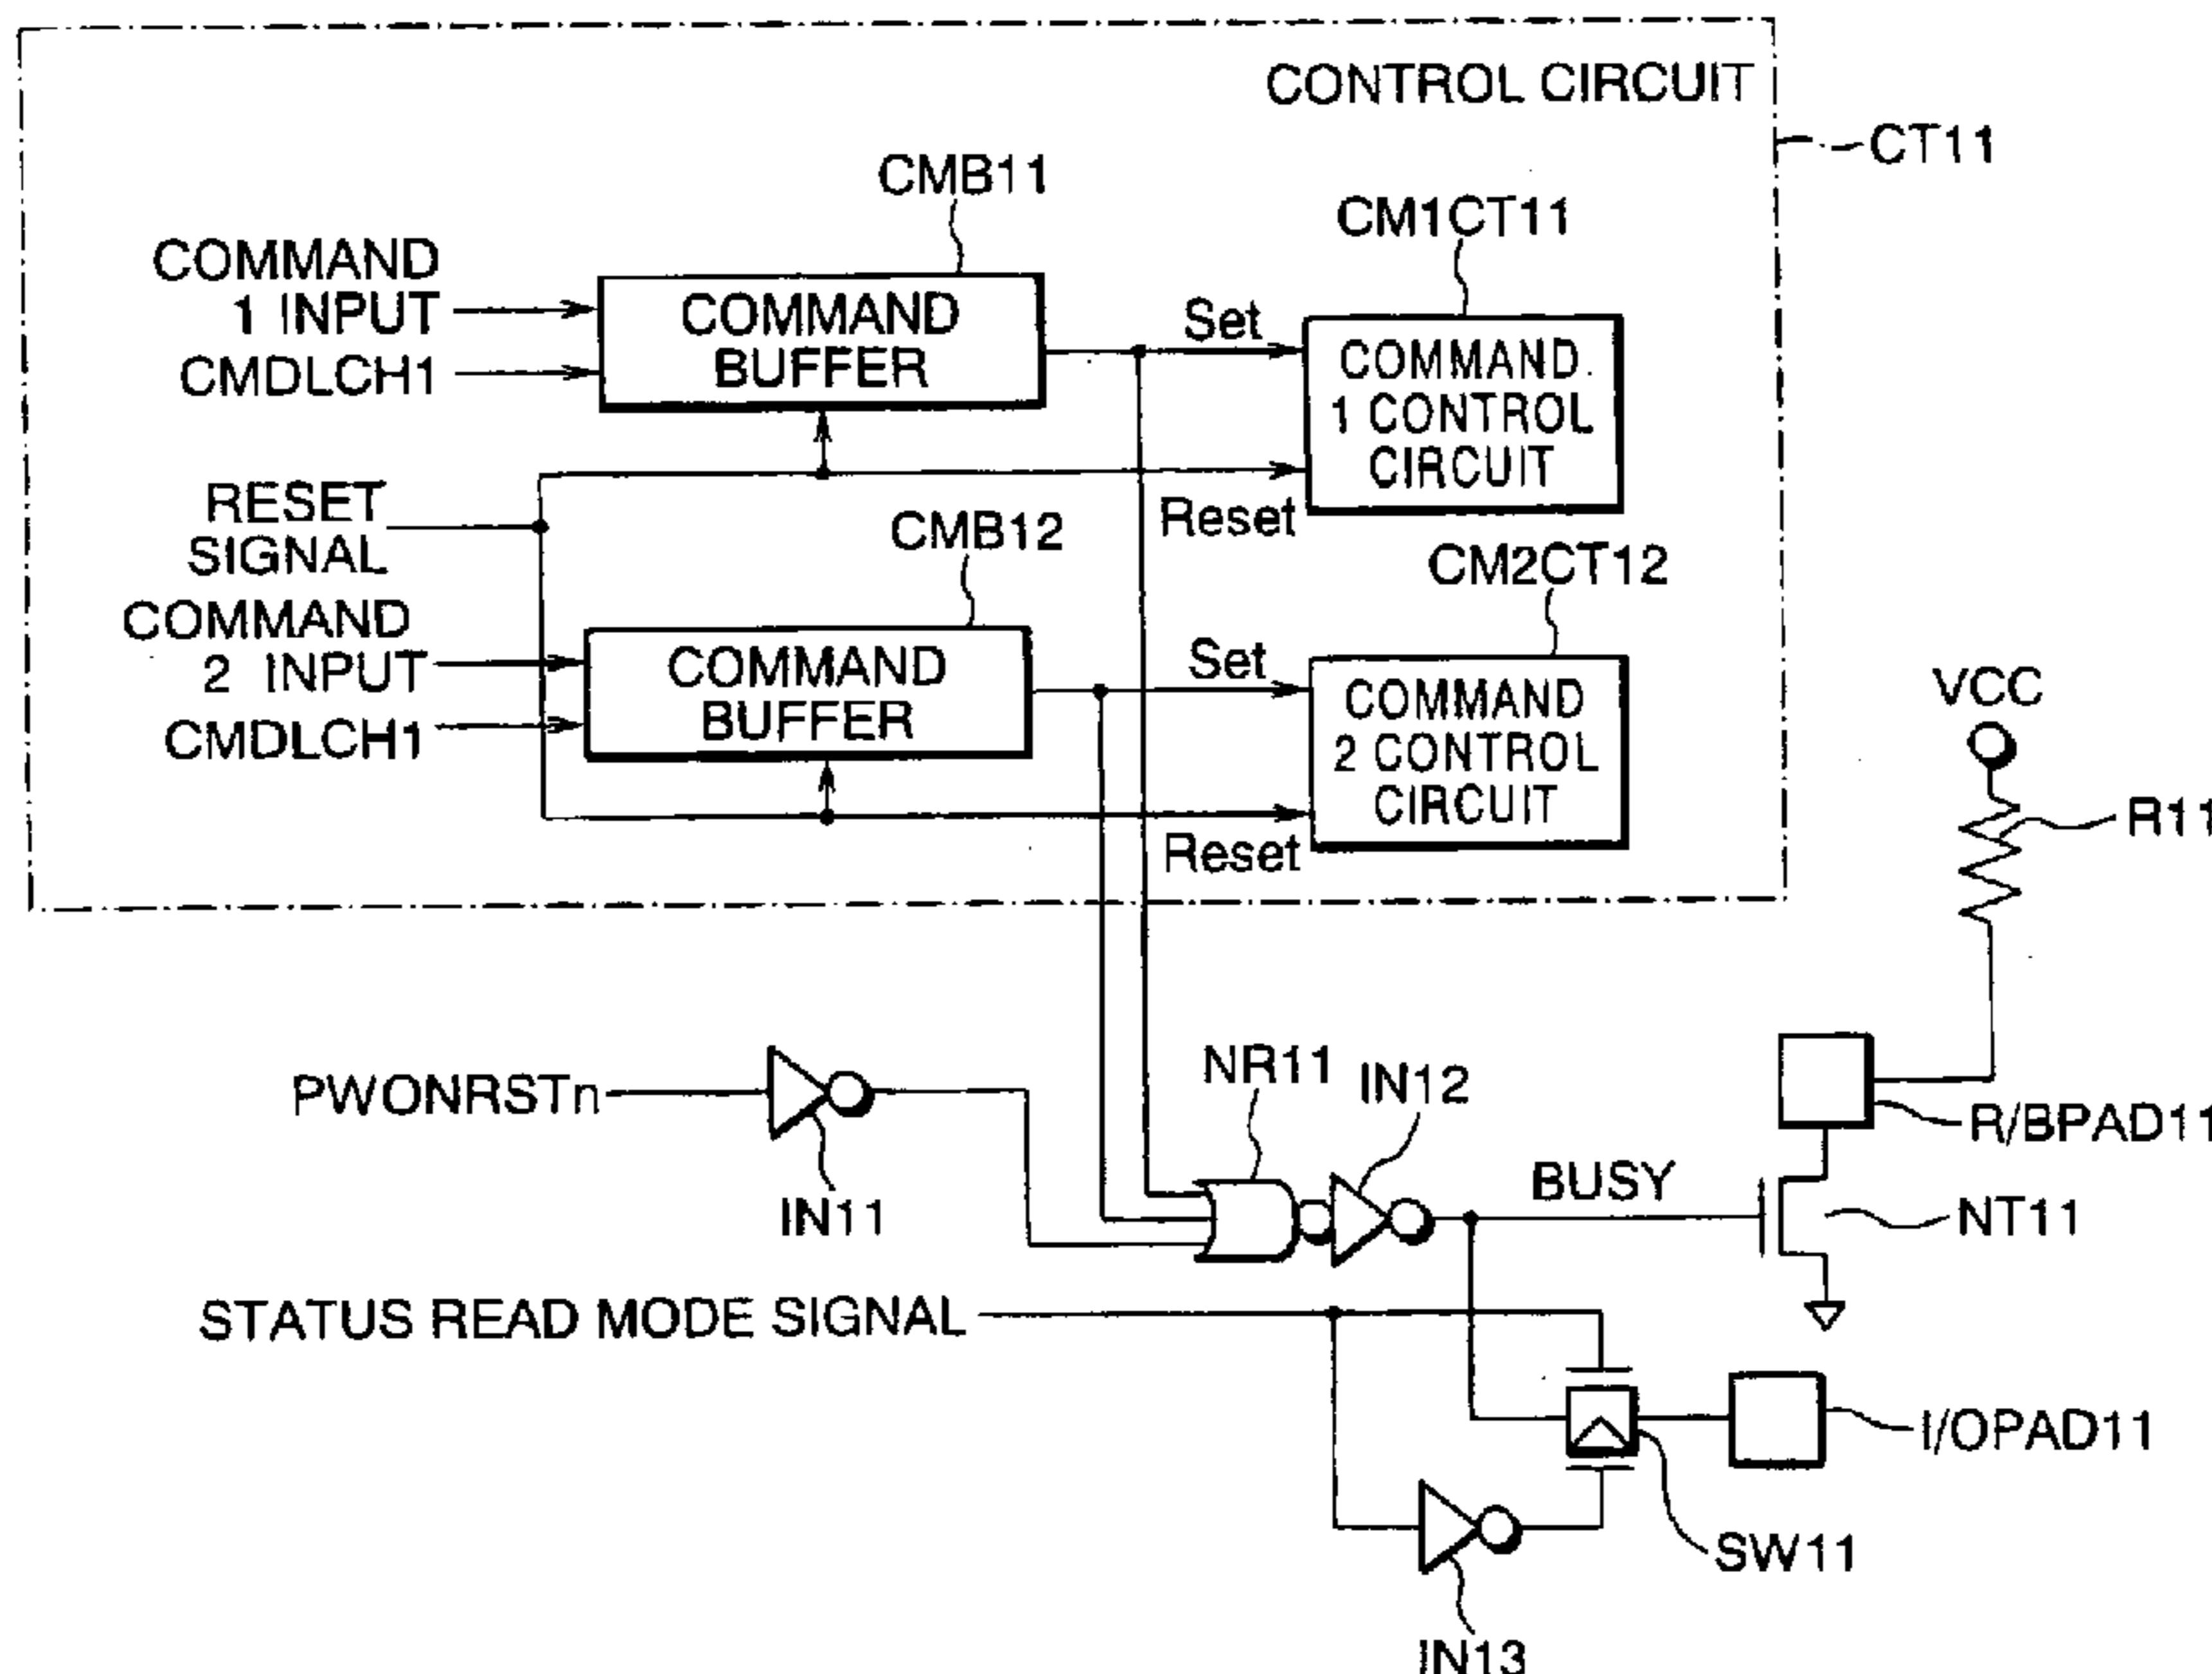 CONTROL CIRCUIT
CT11
CMB11
CM1CT11
COMMAND
1 INPUT
CMDLCH1
COMMAND
BUFFER
Set
COMMAND
1 CONTROL
CIRCUIT
Reset
RESET
SIGNAL
CMB12
CM2CT12
COMMAND
2 INPUT
CMDLCH1
COMMAND
BUFFER
Set
COMMAND
2 CONTROL
CIRCUIT
Reset
VCC
R11
PWONRSTn
IN11
NR11
IN12
BUSY
R/BPAD11
NT11
STATUS READ MODE SIGNAL
I/OPAD11
SW11
IN13